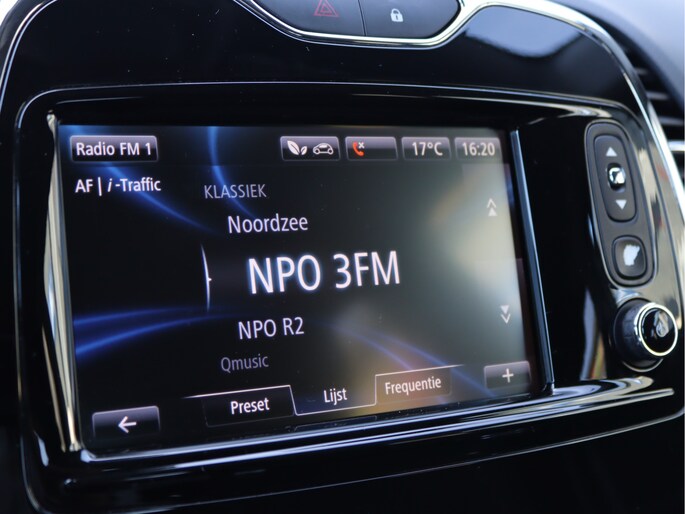 Radio FM 1
17°C
16:20
AF | i-Traffic
KLASSIEK
Noordzee
NPO 3FM
NPO R2
Qmusic
Preset
Lijst
Frequentie
+